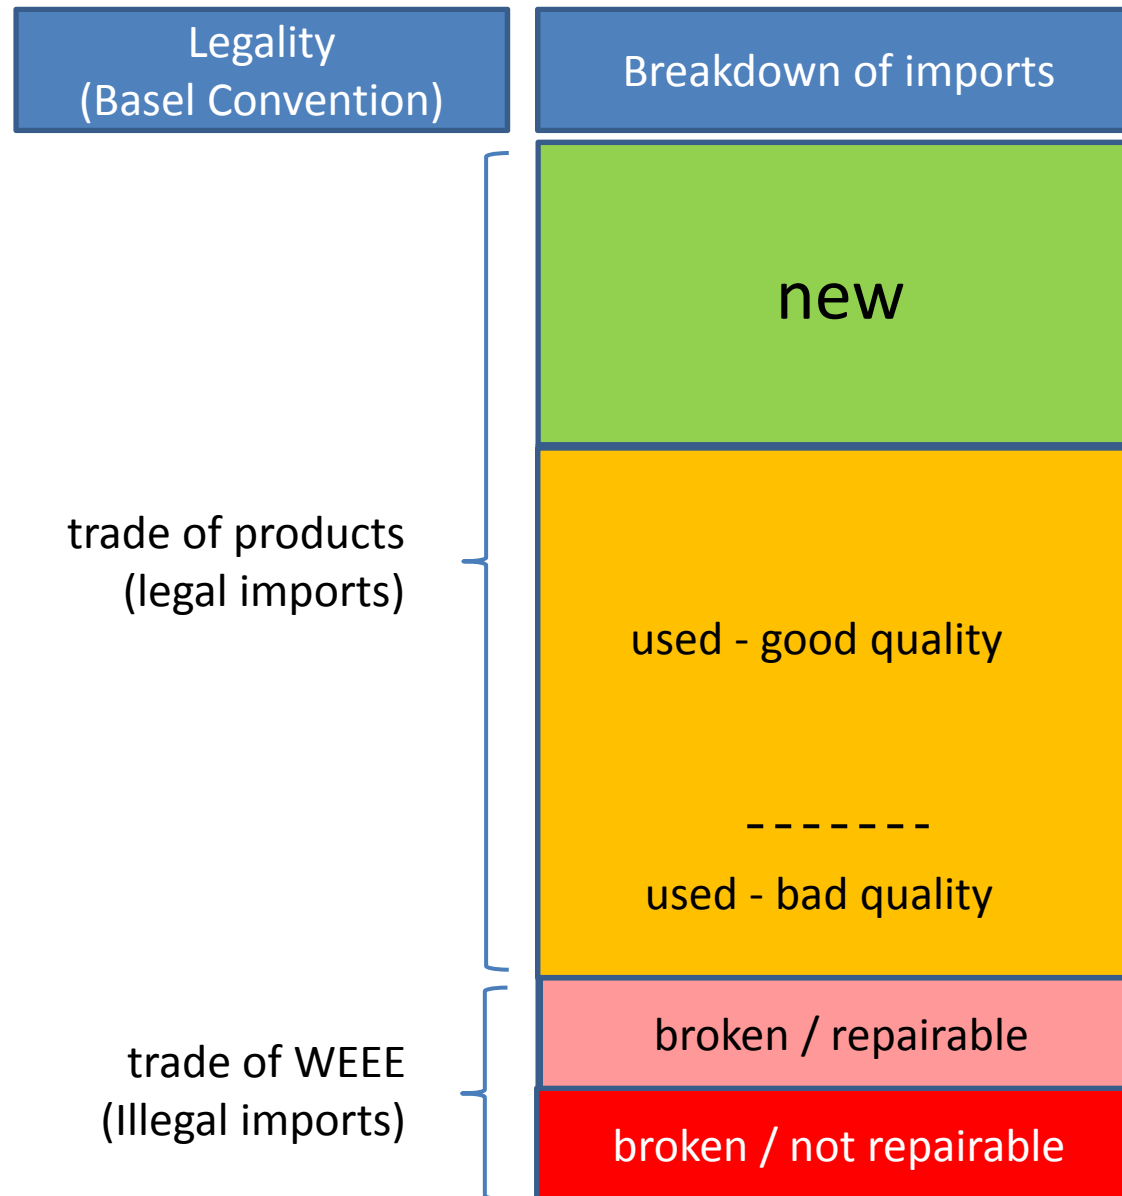 Legality
(Basel Convention)
Breakdown of imports
new
trade of products
(legal imports)
used - good quality
-------
used - bad quality
broken / repairable
trade of WEEE
(Illegal imports)
broken / not repairable